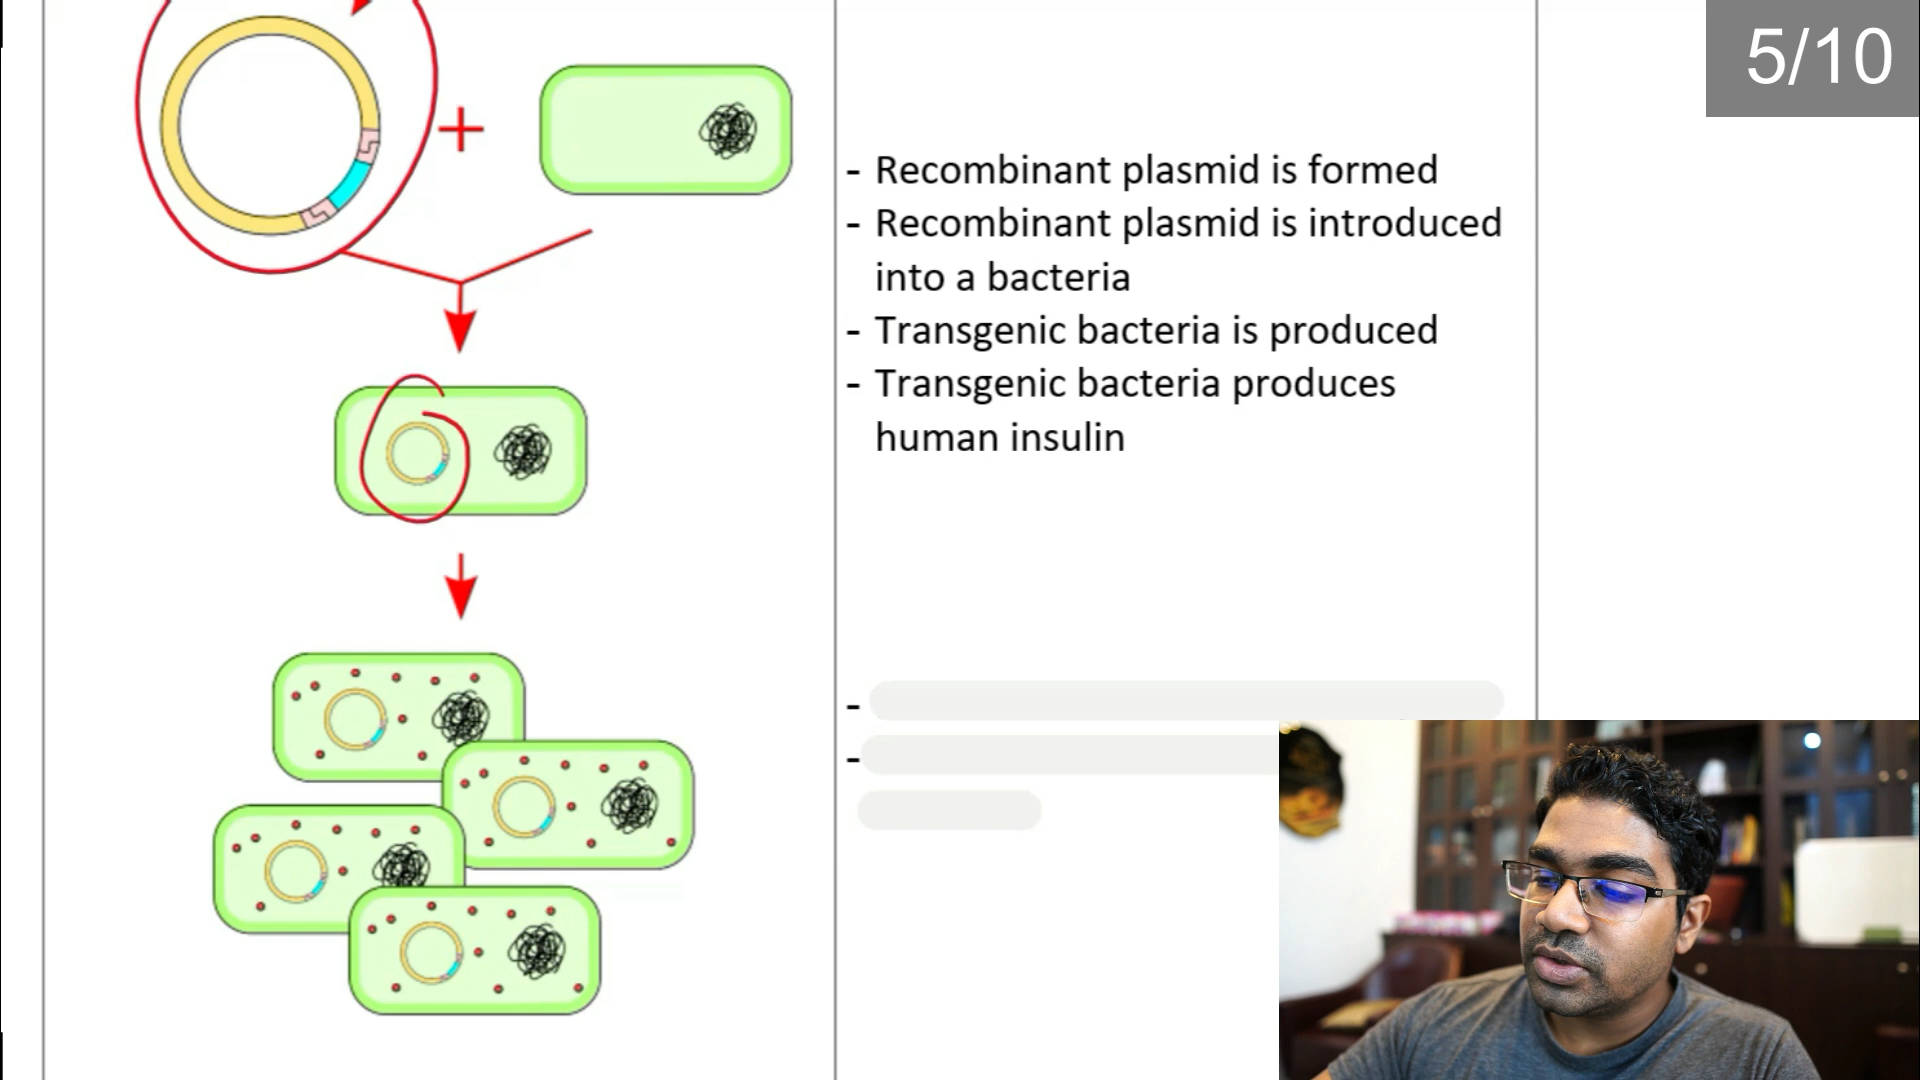 5/10
- Recombinant plasmid is formed
- Recombinant plasmid is introduced
into a bacteria
- Transgenic bacteria is produced
- Transgenic bacteria produces
human insulin
-
-